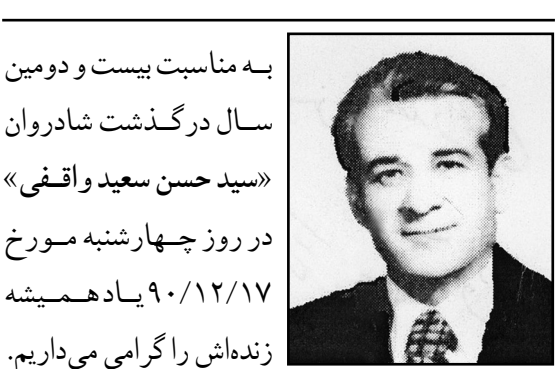 به مناسبت بیست و دومین
سال درگذشت شادروان
«سید حسن سعید واقفی»
در روز چهارشنبه مورخ
۹۰/۱۲/۱۷ یاد همیشه
زنده‌اش را گرامی می‌داریم.